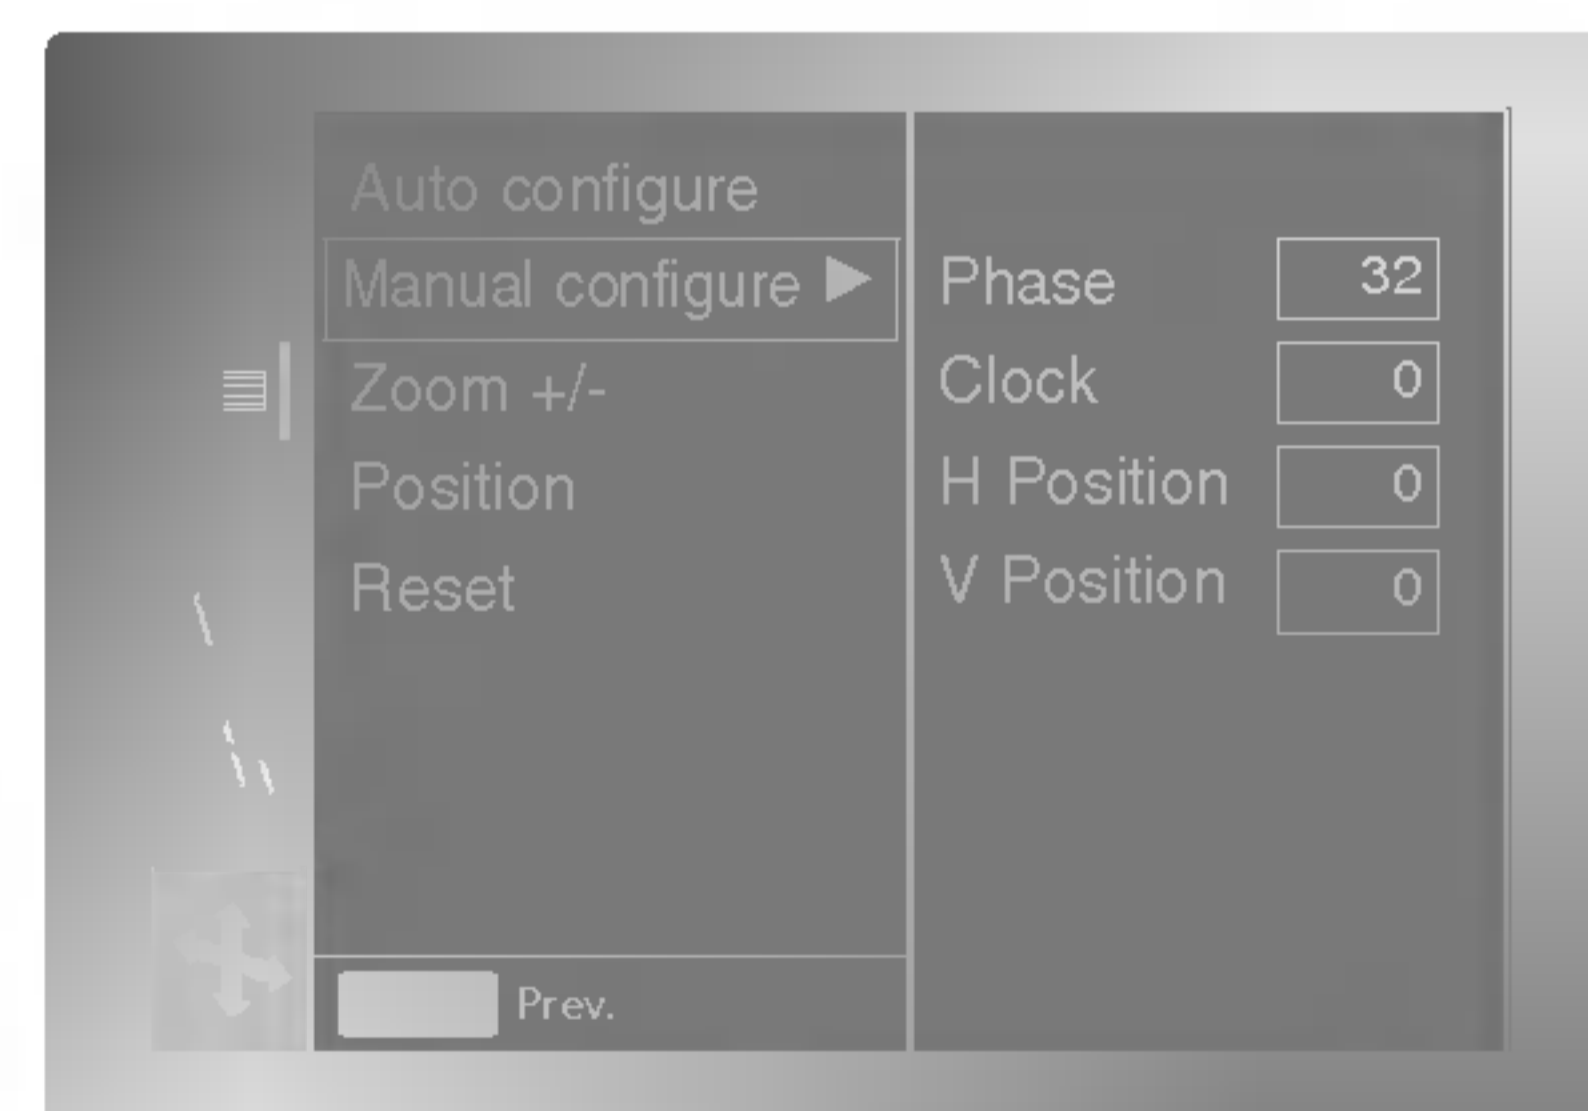 Auto configure
Manual configure ▶
Zoom +/-
Position
Reset
Prev.
Phase 32
Clock 0
H Position 0
V Position 0